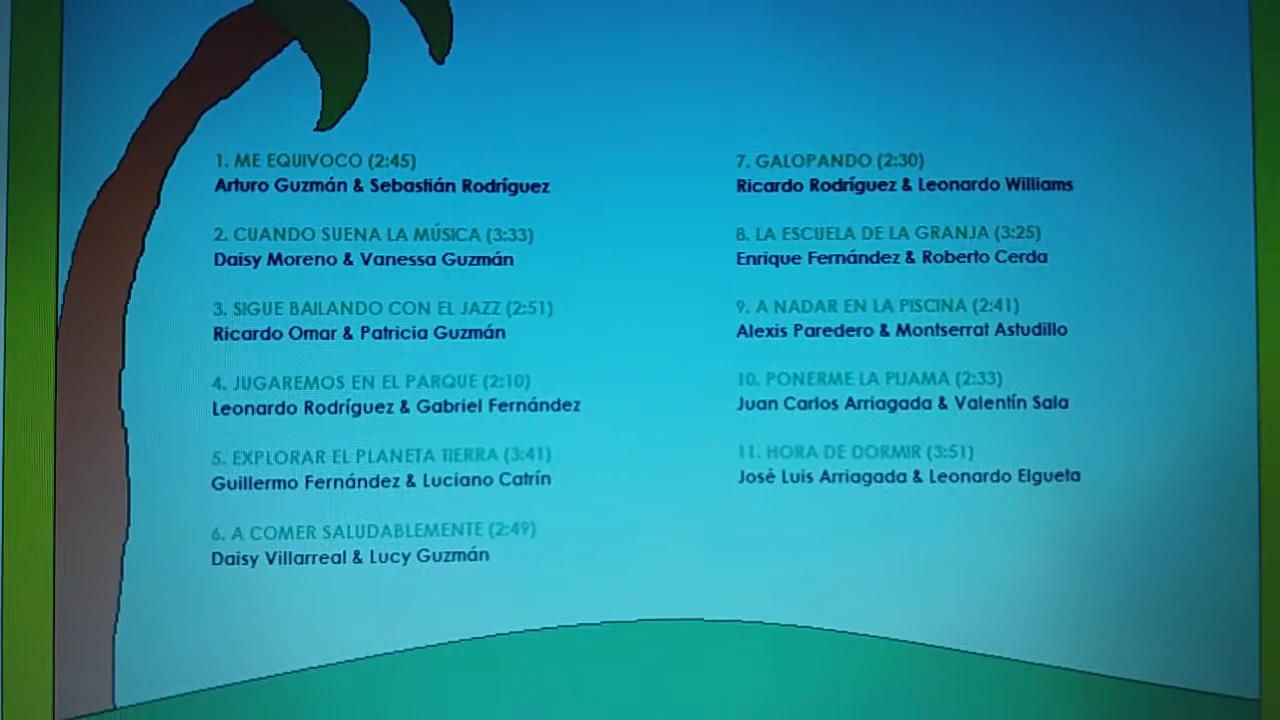 1. ME EQUIVOCO (2:45)
Arturo Guzmán & Sebastián Rodríguez
2. CUANDO SUENA LA MÚSICA (3:33)
Daisy Moreno & Vanessa Guzmán
3. SIGUE BAILANDO CON EL JAZZ (2:51)
Ricardo Omar & Patricia Guzmán
4. JUGAREMOS EN EL PARQUE (2:10)
Leonardo Rodríguez & Gabriel Fernández
5. EXPLORAR EL PLANETA TIERRA (3:41)
Guillermo Fernández & Luciano Catrín
6. A COMER SALUDABLEMENTE (2:49)
Daisy Villarreal & Lucy Guzmán
7. GALOPANDO (2:30)
Ricardo Rodríguez & Leonardo Williams
8. LA ESCUELA DE LA GRANJA (3:25)
Enrique Fernández & Roberto Cerda
9. A NADAR EN LA PISCINA (2:41)
Alexis Paredero & Montserrat Astudillo
10. PONERME LA PIJAMA (2:33)
Juan Carlos Arriagada & Valentín Sala
11. HORA DE DORMIR (3:51)
José Luis Arriagada & Leonardo Elgueta